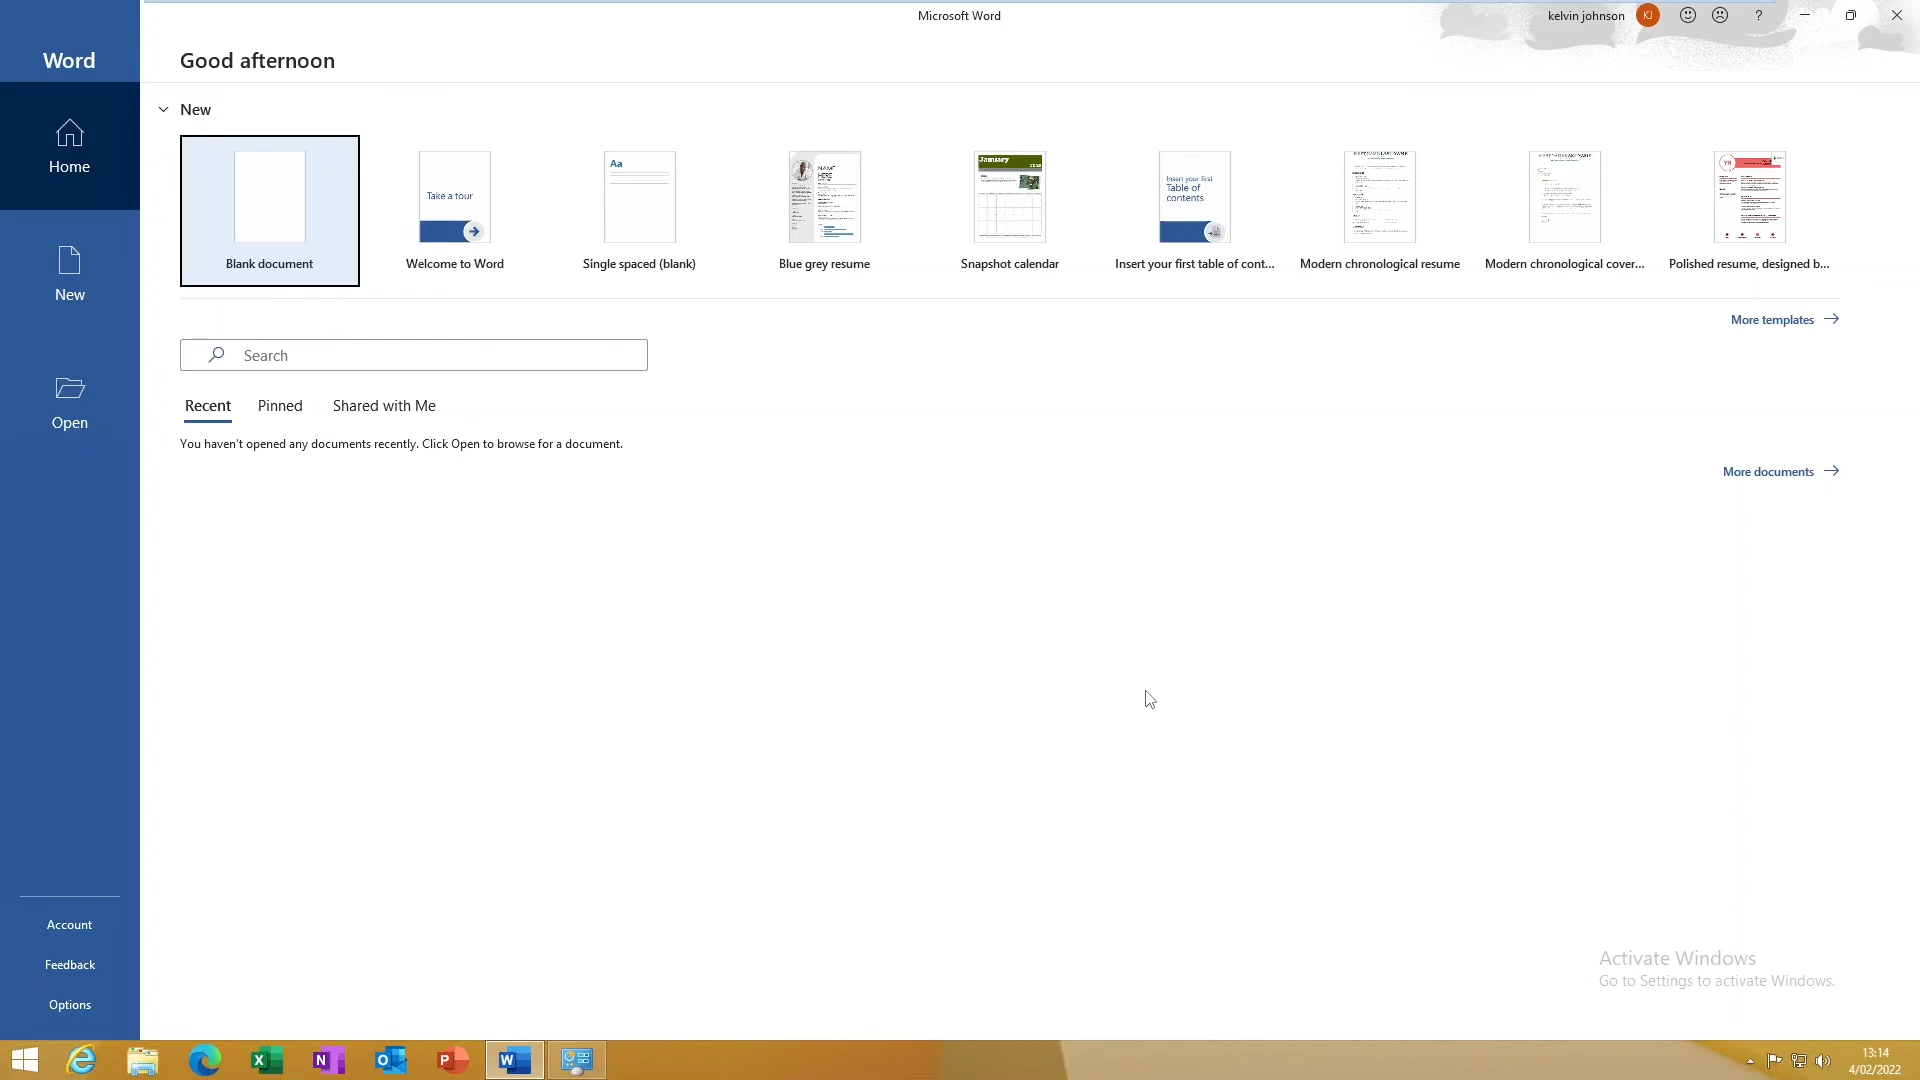 Microsoft Word
kelvin johnson
KJ
?
Word
Good afternoon
Home
New
Open
Account
Feedback
Options
New
Take a tour
Aa
NAME
HERE
January
Insert your first
Table of
contents
YN
Blank document
Welcome to Word
Single spaced (blank)
Blue grey resume
Snapshot calendar
Insert your first table of cont...
Modern chronological resume
Modern chronological cover...
Polished resume, designed b...
More templates
Search
Recent
Pinned
Shared with Me
You haven't opened any documents recently. Click Open to browse for a document.
More documents
Activate Windows
Go to Settings to activate Windows.
X
N
O
P
W
13:14
4/02/2022